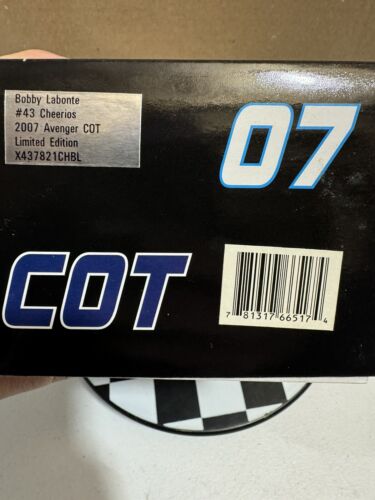 Bobby Labonte
#43 Cheerios
2007 Avenger COT
Limited Edition
X437821CHBL
07
COT
7 81317 66517 4